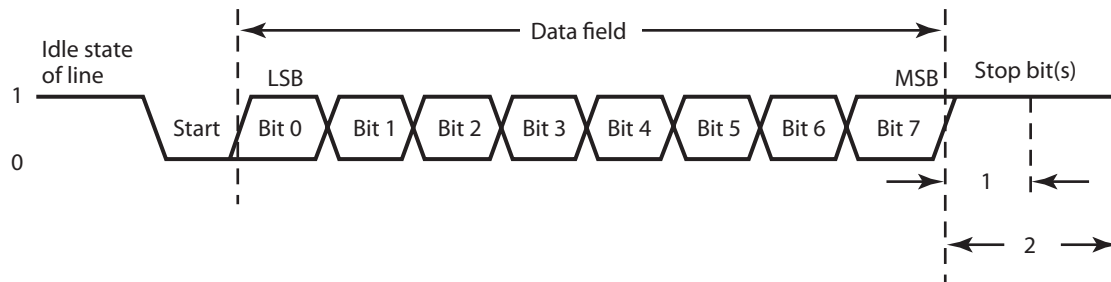 Data field
Idle state
of line
LSB
MSB
Stop bit(s)
1
Start
Bit 0
Bit 1
Bit 2
Bit 3
Bit 4
Bit 5
Bit 6
Bit 7
0
1
2